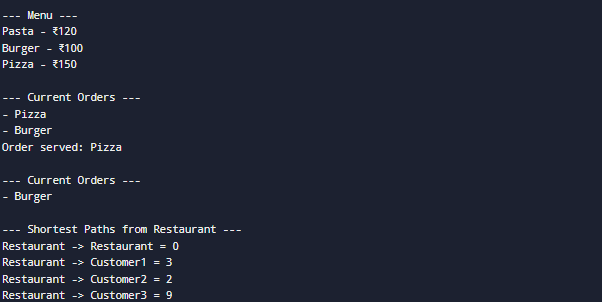 --- Menu ---
Pasta - ₹120
Burger - ₹100
Pizza - ₹150
--- Current Orders ---
- Pizza
- Burger
Order served: Pizza
--- Current Orders ---
- Burger
--- Shortest Paths from Restaurant ---
Restaurant -> Restaurant = 0
Restaurant -> Customer1 = 3
Restaurant -> Customer2 = 2
Restaurant -> Customer3 = 9